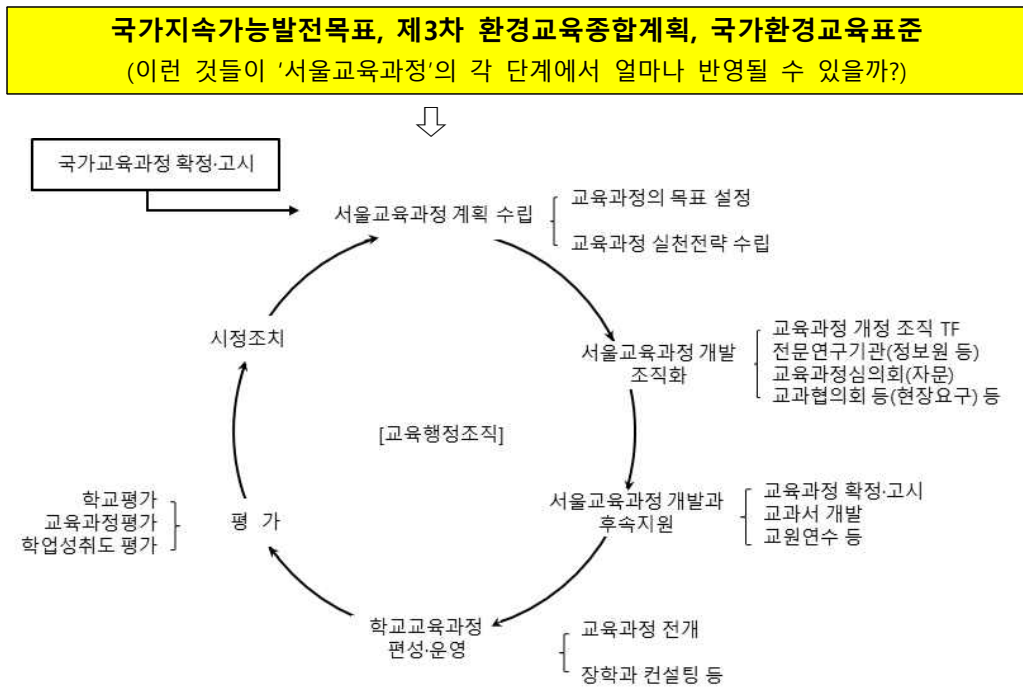 국가지속가능발전목표, 제3차 환경교육종합계획, 국가환경교육표준
(이런 것들이 '서울교육과정'의 각 단계에서 얼마나 반영될 수 있을까?)
국가교육과정 확정·고시
서울교육과정 계획 수립
교육과정의 목표 설정
교육과정 실천전략 수립
시정조치
서울교육과정 개발
조직화
교육과정 개정 조직 TF
전문연구기관(정보원 등)
교육과정심의회(자문)
교과협의회 등(현장요구) 등
[교육행정조직]
학교평가
교육과정평가
학업성취도 평가
평 가
서울교육과정 개발과
후속지원
교육과정 확정·고시
교과서 개발
교원연수 등
학교교육과정
편성·운영
교육과정 전개
장학과 컨설팅 등